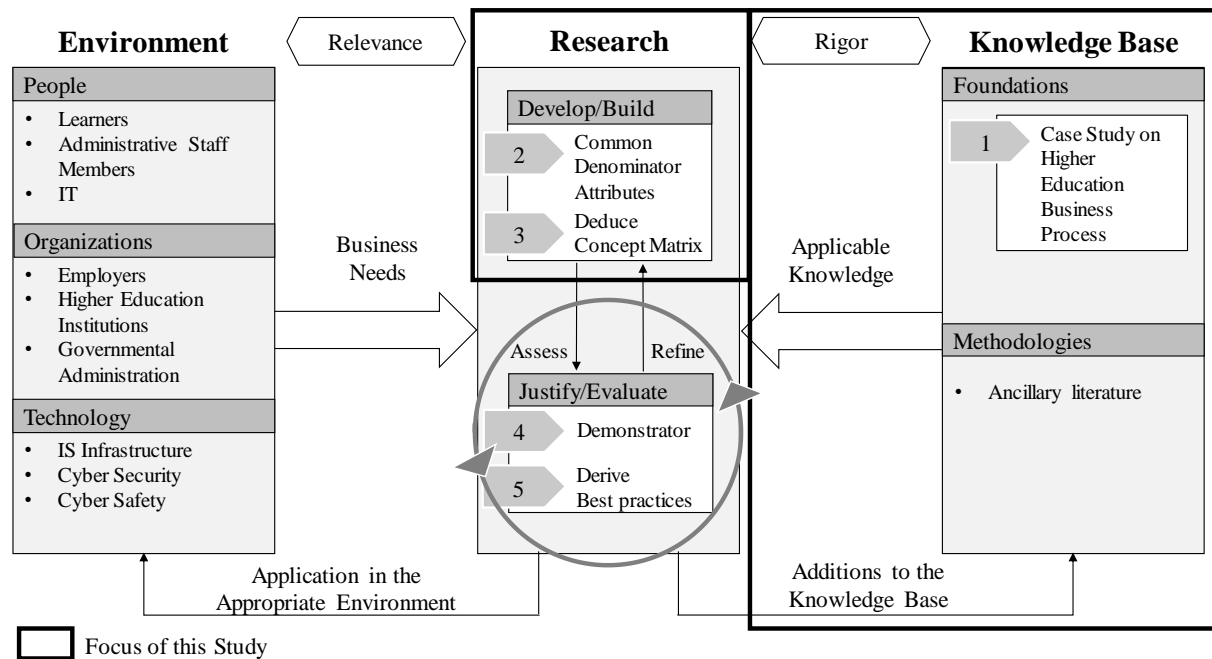 Environment
Relevance
Research
Rigor
Knowledge Base
People
• Learners
• Administrative Staff
Members
• IT
Organizations
• Employers
• Higher Education
Institutions
• Governmental
Administration
Technology
• IS Infrastructure
• Cyber Security
• Cyber Safety
Business
Needs
Develop/Build
2
Common
Denominator
Attributes
3
Deduce
Concept Matrix
Assess
Refine
Justify/Evaluate
4
Demonstrator
5
Derive
Best practices
Applicable
Knowledge
Foundations
1
Case Study on
Higher
Education
Business
Process
Methodologies
• Ancillary literature
Application in the
Appropriate Environment
Additions to the
Knowledge Base
Focus of this Study